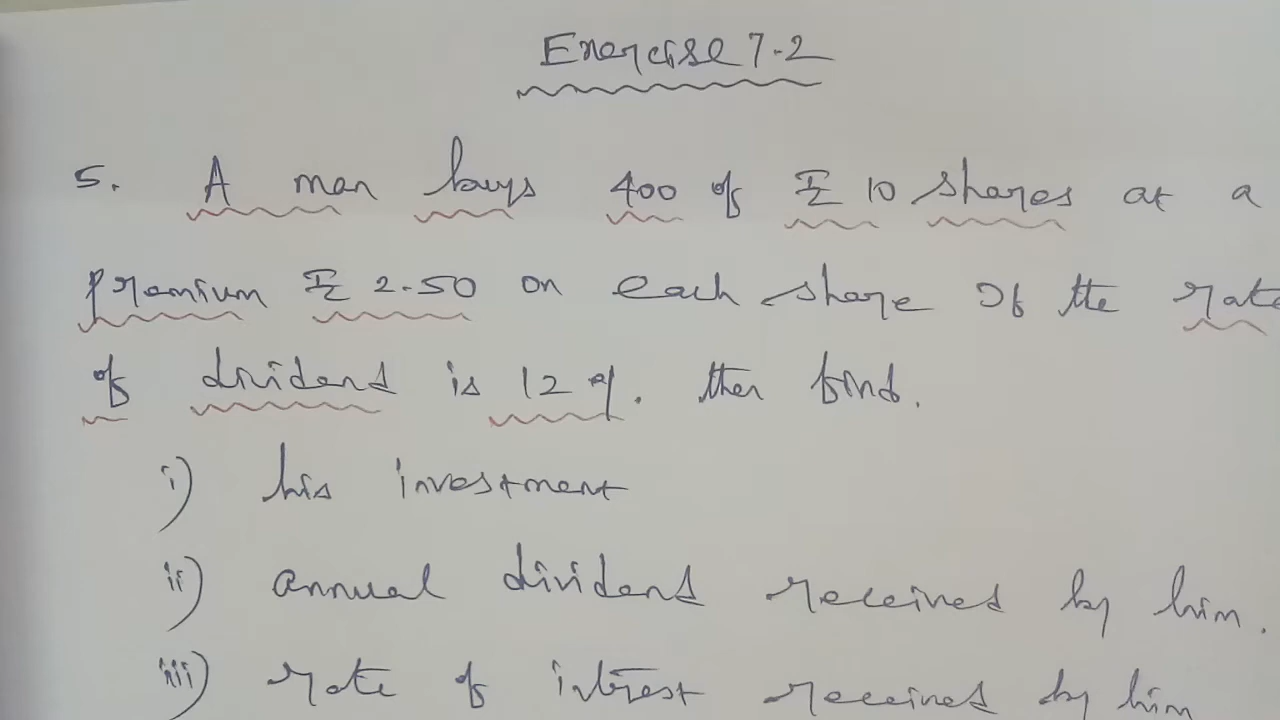 Exercise 7.2
5. A man buys 400 of ₹ 10 shares at a
premium ₹ 2.50 on each share If the rate
of dividend is 12 %. then find.
i) his investment
ii) annual dividend received by him.
iii) rate of interest received by him